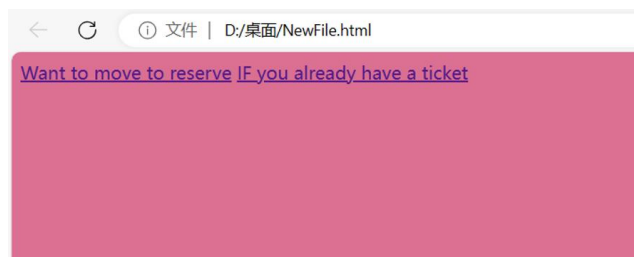 文件 | D:/桌面/NewFile.html
Want to move to reserve IF you already have a ticket